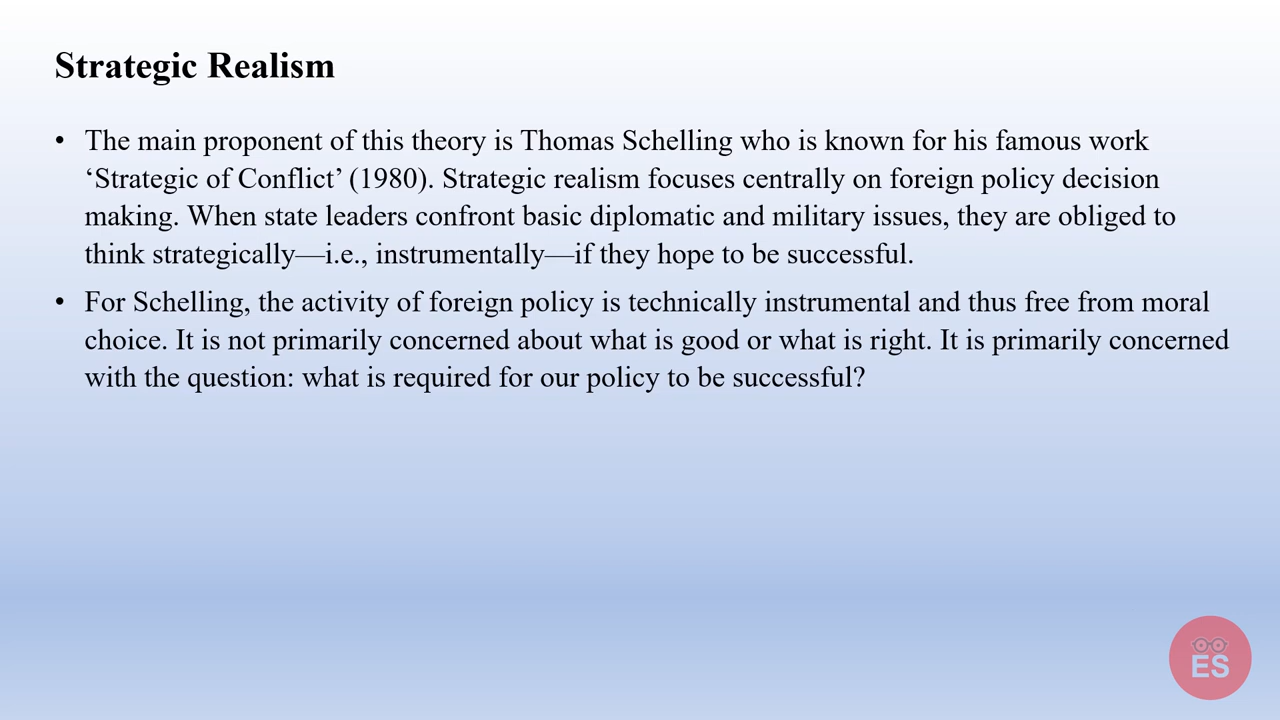 Strategic Realism
• The main proponent of this theory is Thomas Schelling who is known for his famous work
‘Strategic of Conflict’ (1980). Strategic realism focuses centrally on foreign policy decision
making. When state leaders confront basic diplomatic and military issues, they are obliged to
think strategically—i.e., instrumentally—if they hope to be successful.
• For Schelling, the activity of foreign policy is technically instrumental and thus free from moral
choice. It is not primarily concerned about what is good or what is right. It is primarily concerned
with the question: what is required for our policy to be successful?
ES